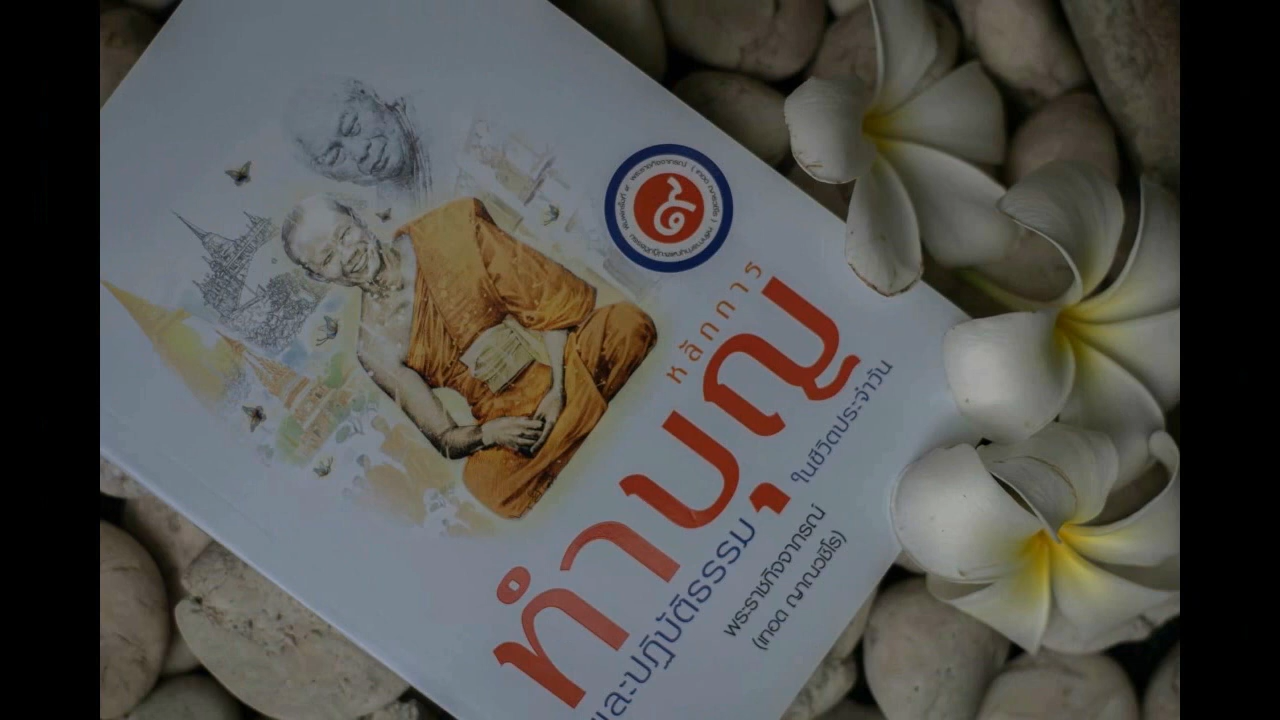 หลักการ
ทำบุญ
และปฏิบัติธรรม
ในชีวิตประจำวัน
พระราชกิจจาภรณ์
(เทอด ญาณวชิโร)
๙